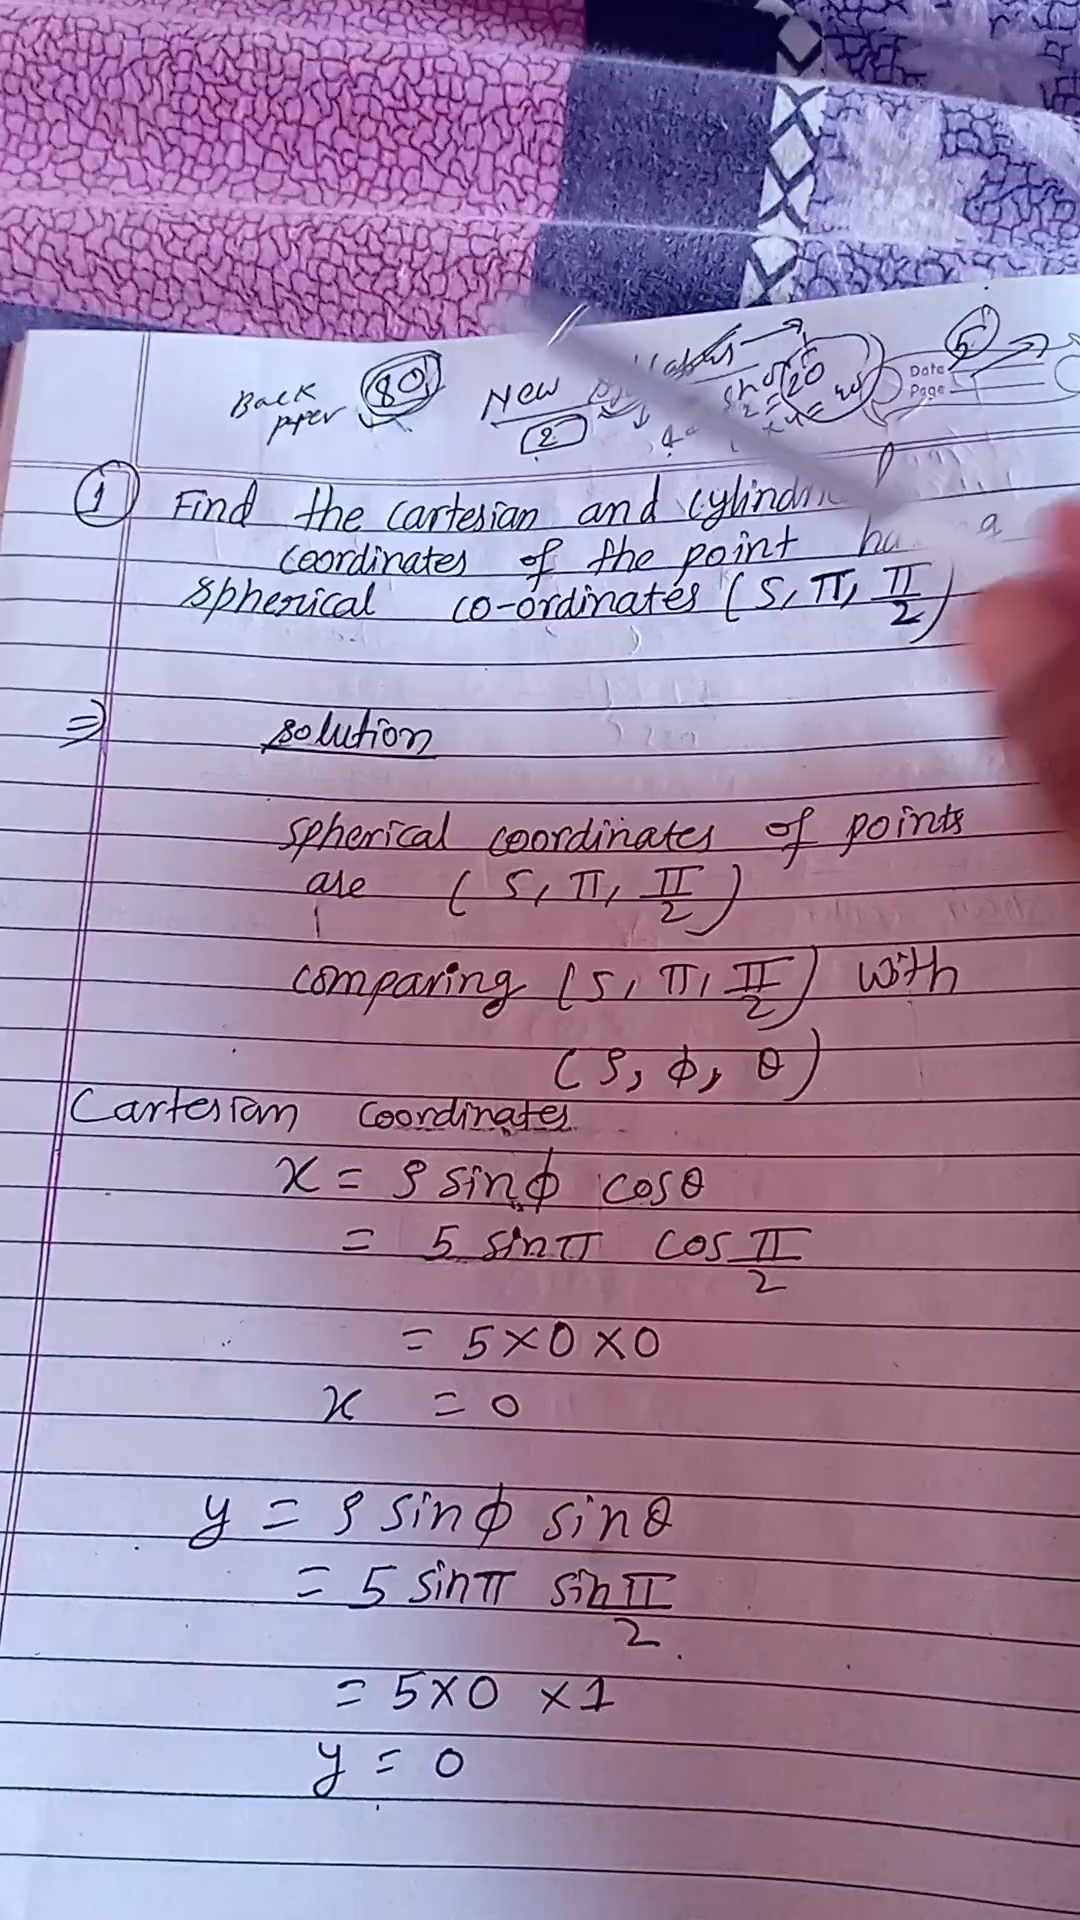 Back
paper 80
New
2
Date
Page
5
① Find the cartesian and
coordinates of the point
spherical co-ordinates (5, π, π/2)
⇒ solution
spherical coordinates of points
are (5, π, π/2)
comparing (5, π, π/2) with
(ρ, ϕ, θ)
Cartesian coordinates
x = ρ sinϕ cosθ
= 5 sinπ cos π/2
= 5×0×0
x = 0
y = ρ sinϕ sinθ
= 5 sinπ sin π/2
= 5×0 ×1
y = 0